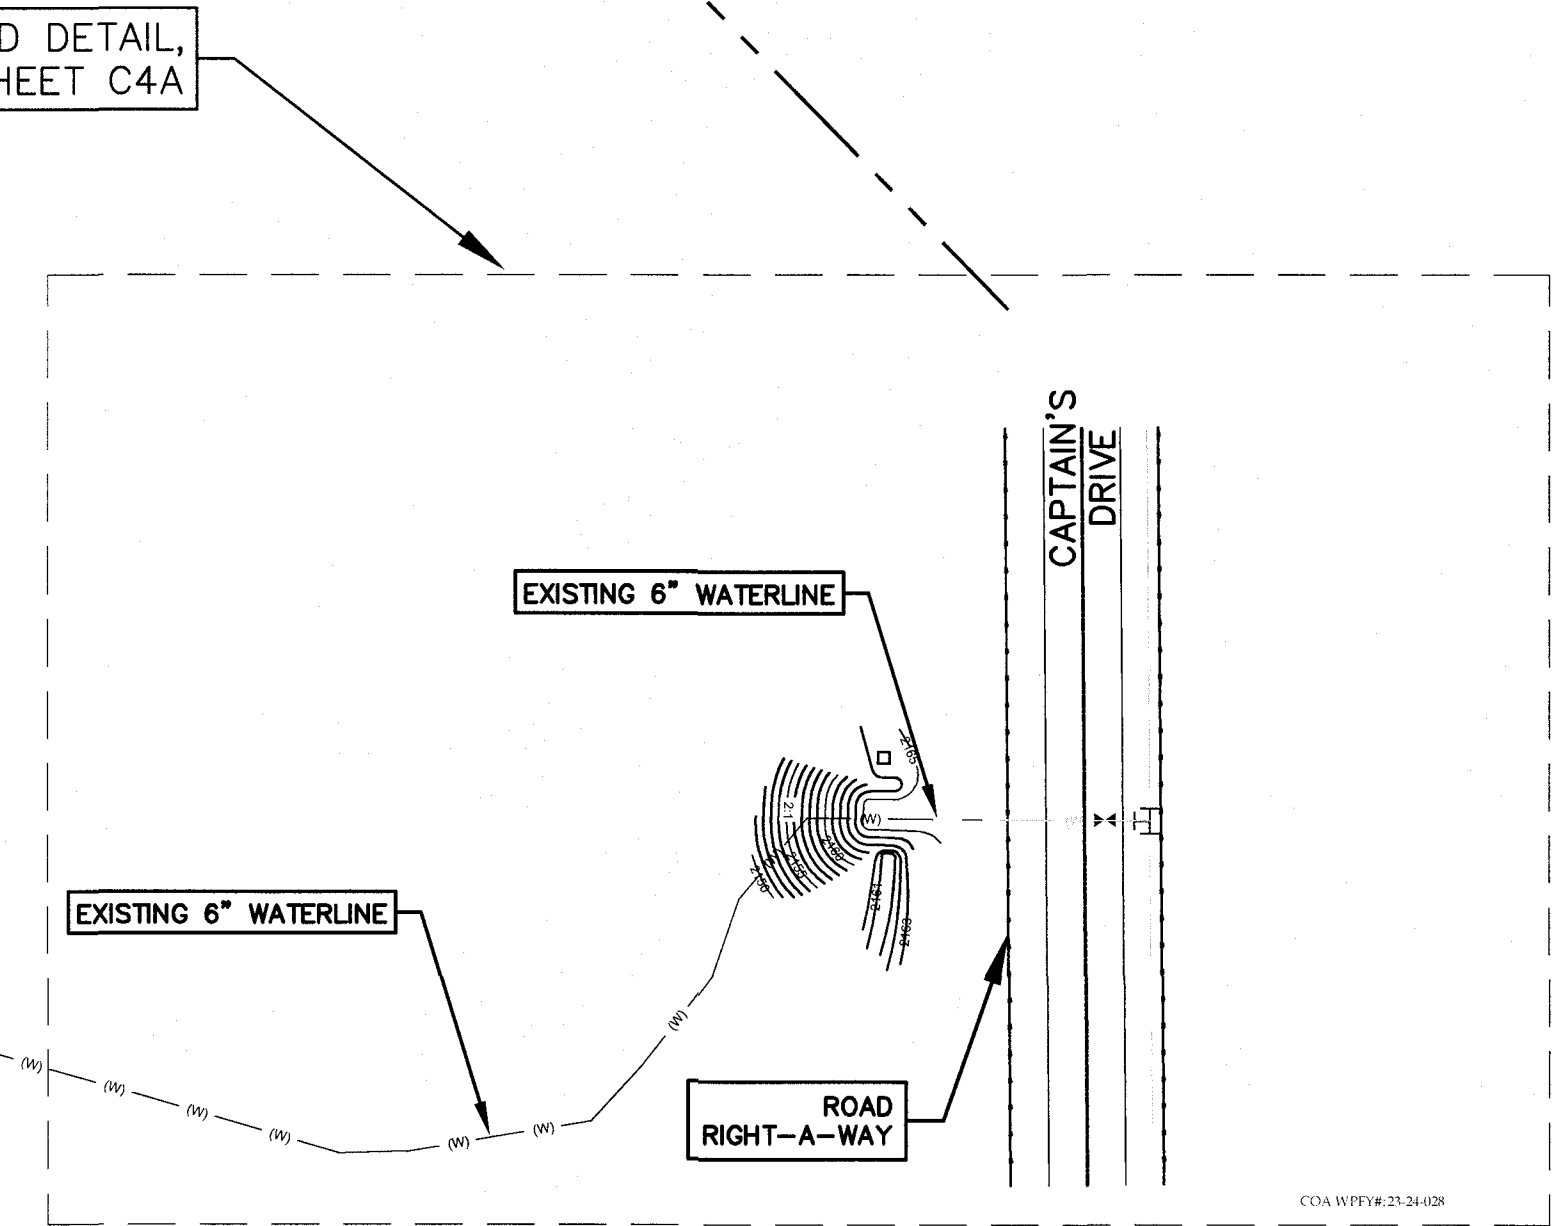 D DETAIL,
HEET C4A
CAPTAIN'S
DRIVE
EXISTING 6" WATERLINE
2165
2:1
(W)
(W)
2160
2155
2150
2161
2163
EXISTING 6" WATERLINE
(W)
(W)
(W)
(W)
(W)
(W)
(W)
ROAD
RIGHT-A-WAY
COA WPFY#:23-24-028